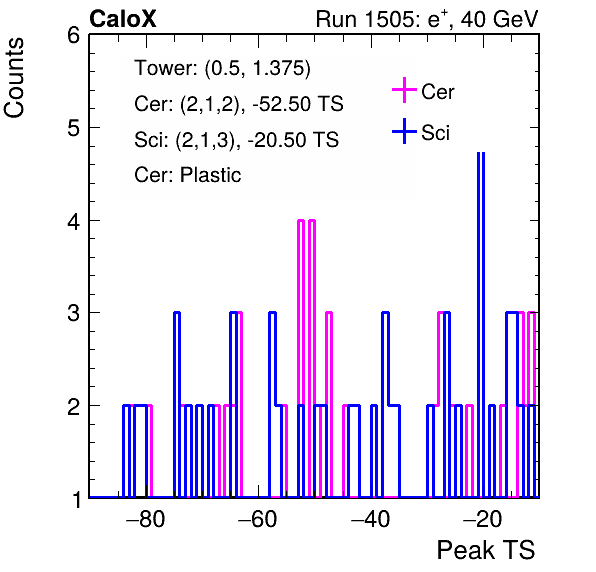 CaloX Run 1505: e⁺, 40 GeV
Counts
6
Tower: (0.5, 1.375)
Cer: (2,1,2), -52.50 TS
Sci: (2,1,3), -20.50 TS
Cer: Plastic
Cer
Sci
5
4
3
2
1
−80 −60 −40 −20
Peak TS